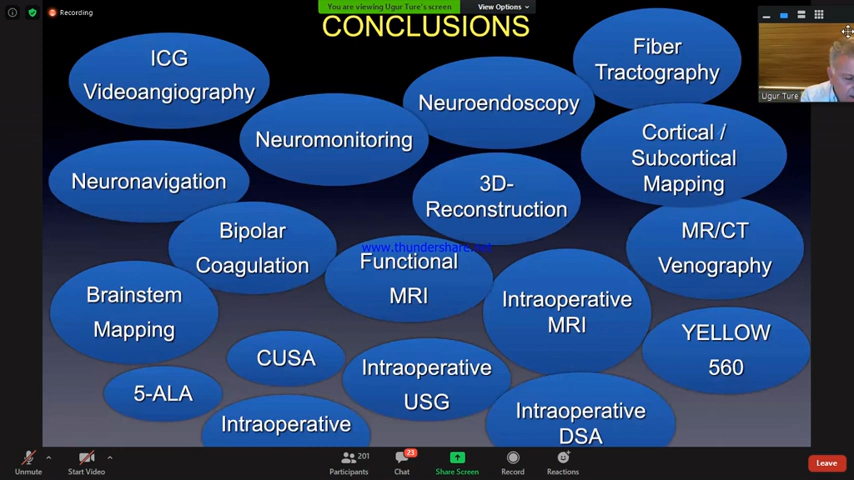 Recording
You are viewing Ugur Ture's screen
View Options
CONCLUSIONS
ICG
Videoangiography
Neuroendoscopy
Fiber
Tractography
Ugur Ture
Neuromonitoring
Cortical /
Subcortical
Mapping
Neuronavigation
3D-
Reconstruction
Bipolar
Coagulation
www.thundershare.net
Functional
MRI
MR/CT
Venography
Brainstem
Mapping
Intraoperative
MRI
YELLOW
560
CUSA
Intraoperative
USG
5-ALA
Intraoperative
Intraoperative
DSA
Unmute
Start Video
201
Participants
23
Chat
Share Screen
Record
Reactions
Leave